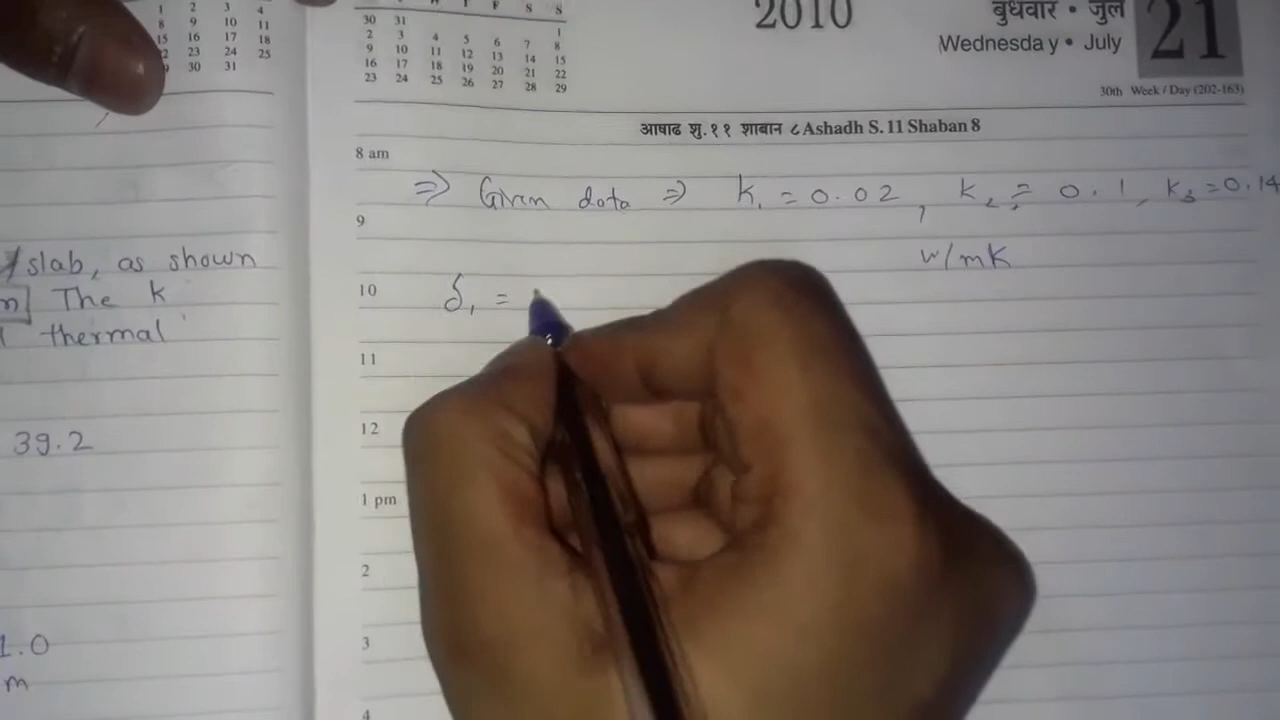 1 2 3 4
8 9 10 11
15 16 17 18
22 23 24 25
30 31
/slab, as shown
The k
thermal
39.2
1.0
m
F S S
30 31 1
2 3 4 5 6 7 8
9 10 11 12 13 14 15
16 17 18 19 20 21 22
23 24 25 26 27 28 29
2010
बुधवार • जुल
Wednesday • July
21
30th Week / Day (202-163)
आषाढ शु.११ शाबान ८ Ashadh S. 11 Shaban 8
8 am
⇒ Given data ⇒ k₁ = 0.02, k₂ = 0.1, k₃ = 0.14
9
w/mk
10
δ₁ =
11
12
1 pm
2
3
4